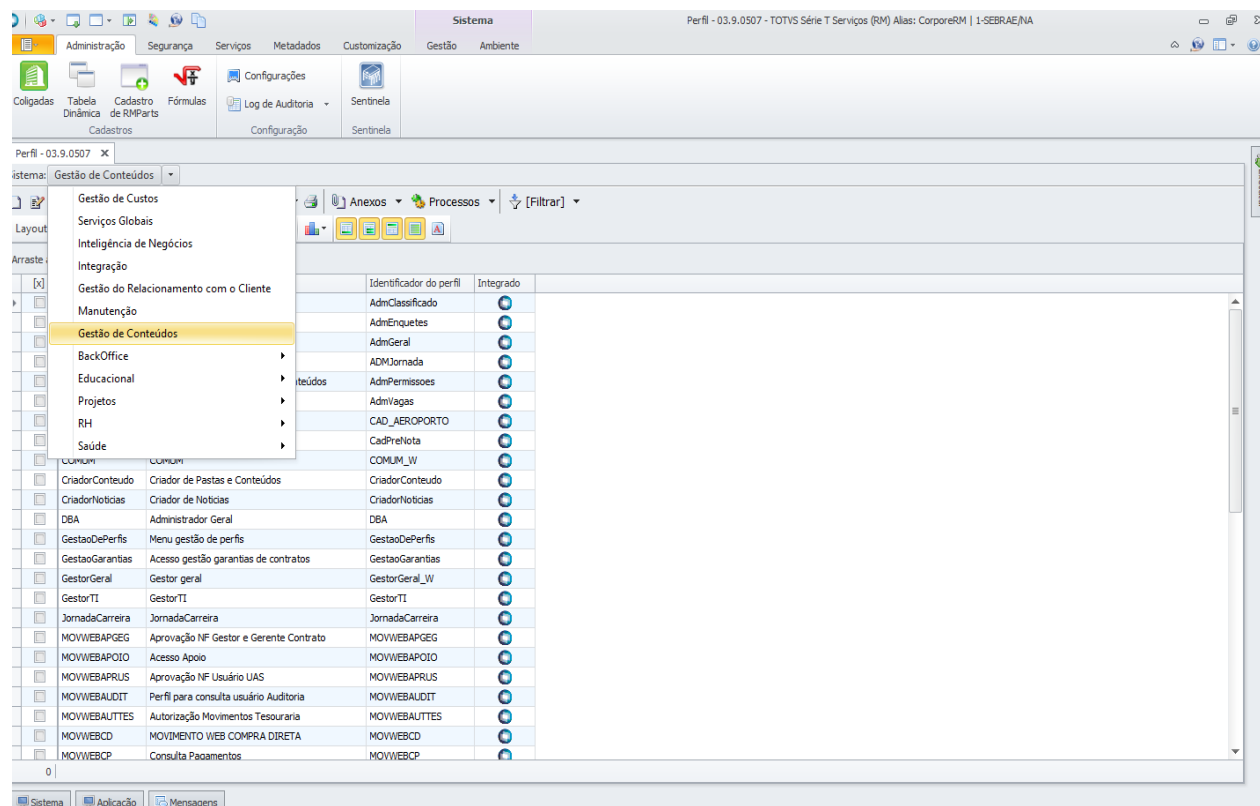 Sistema
Perfil - 03.9.0507 - TOTVS Série T Serviços (RM) Alias: CorporeRM | 1-SEBRAE/NA
Administração Segurança Serviços Metadados Customização Gestão Ambiente
Configurações
Coligadas Tabela Dinâmica Cadastro de RMParts Fórmulas Log de Auditoria Sentinela
Cadastros Configuração Sentinela
Perfil - 03.9.0507
istema: Gestão de Conteúdos
Gestão de Custos
Serviços Globais
Inteligência de Negócios
Integração
Gestão do Relacionamento com o Cliente
Manutenção
Gestão de Conteúdos
BackOffice
Educacional
Projetos
RH
Saúde
Anexos Processos [Filtrar]
Layout
Arraste
[x] Identificador do perfil Integrado
AdmClassificado
AdmEnquetes
AdmGeral
ADMJornada
nteúdos AdmPermissoes
AdmVagas
CAD_AEROPORTO
CadPreNota
COMUM COMUM COMUM_W
CriadorConteudo Criador de Pastas e Conteúdos CriadorConteudo
CriadorNoticias Criador de Noticias CriadorNoticias
DBA Administrador Geral DBA
GestaoDePerfis Menu gestão de perfis GestaoDePerfis
GestaoGarantias Acesso gestão garantias de contratos GestaoGarantias
GestorGeral Gestor geral GestorGeral_W
GestorTI GestorTI GestorTI
JornadaCarreira JornadaCarreira JornadaCarreira
MOVWEBAPGEG Aprovação NF Gestor e Gerente Contrato MOVWEBAPGEG
MOVWEBAPOIO Acesso Apoio MOVWEBAPOIO
MOVWEBAPRUS Aprovação NF Usuário UAS MOVWEBAPRUS
MOVWEBAUDIT Perfil para consulta usuário Auditoria MOVWEBAUDIT
MOVWEBAUTTES Autorização Movimentos Tesouraria MOVWEBAUTTES
MOVWEBCD MOVIMENTO WEB COMPRA DIRETA MOVWEBCD
MOVWEBCP Consulta Pagamentos MOVWEBCP
0
Sistema Aplicação Mensagens